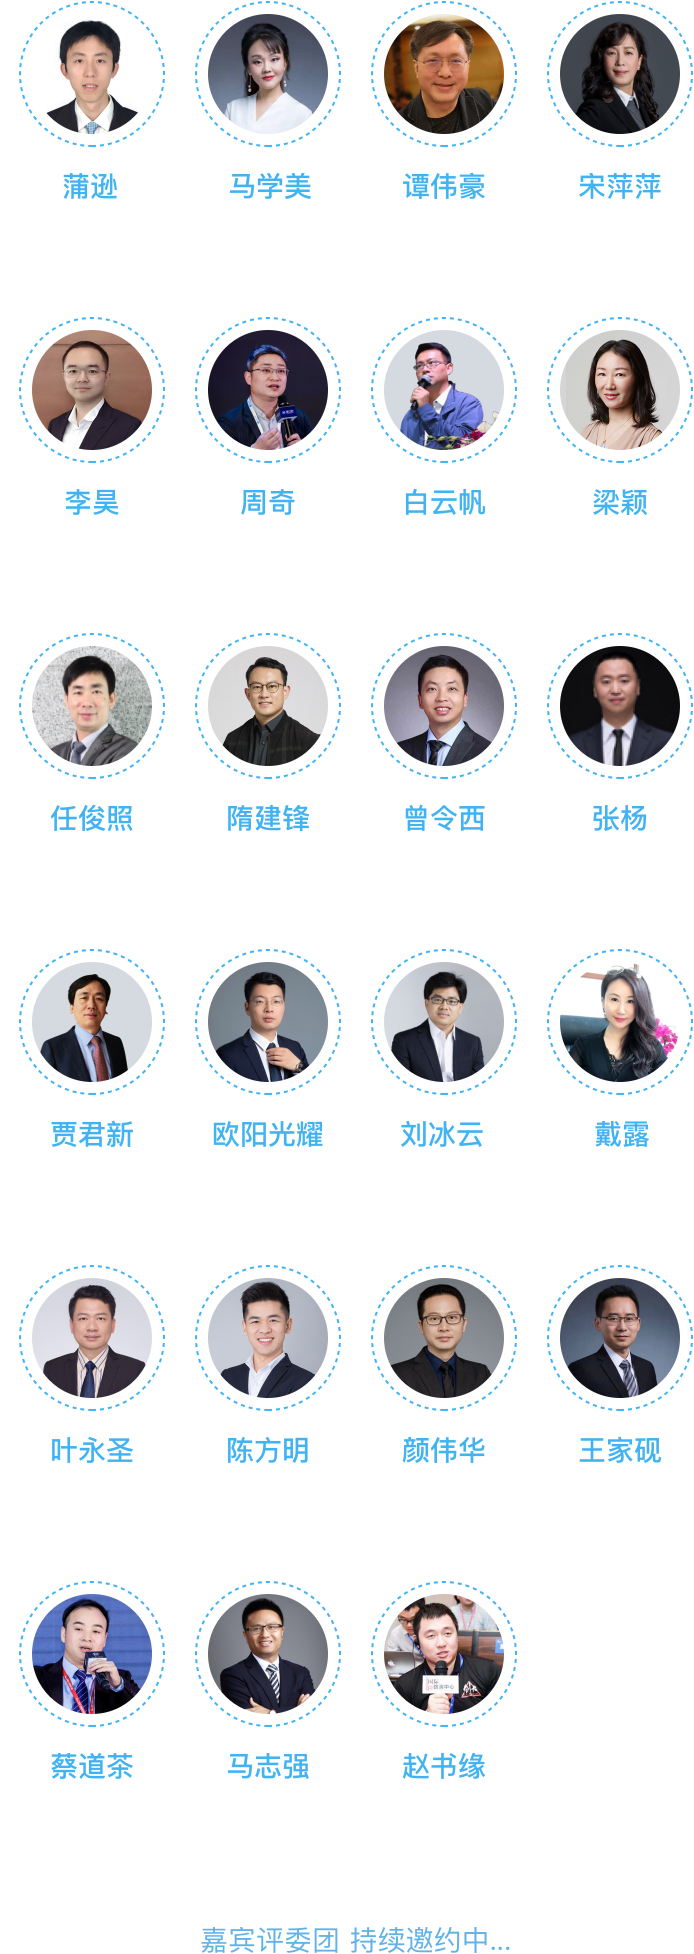 蒲逊 马学美 谭伟豪 宋萍萍
李昊 周奇 白云帆 梁颖
任俊照 隋建锋 曾令西 张杨
贾君新 欧阳光耀 刘冰云 戴露
叶永圣 陈方明 颜伟华 王家砚
蔡道茶 马志强 赵书缘
嘉宾评委团 持续邀约中...